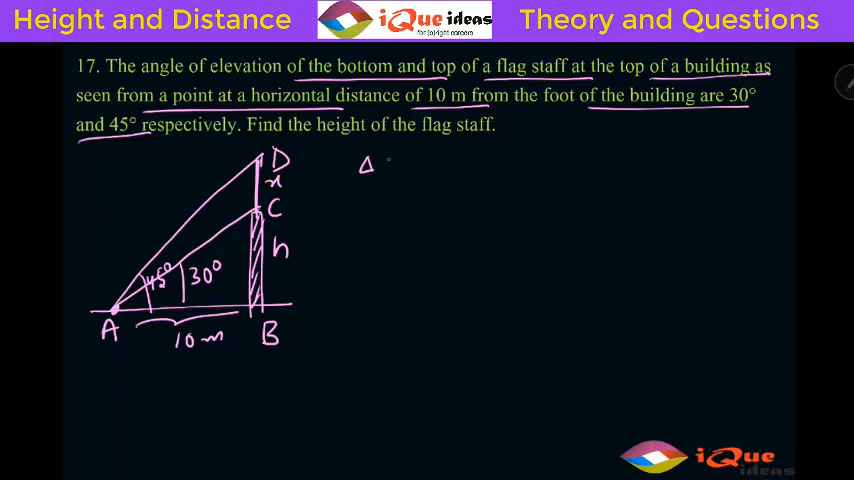 Height and Distance
iQue ideas
for (b)right careers
Theory and Questions
17. The angle of elevation of the bottom and top of a flag staff at the top of a building as
seen from a point at a horizontal distance of 10 m from the foot of the building are 30°
and 45° respectively. Find the height of the flag staff.
D
Δ
x
C
h
45°
30°
A
B
10 m
iQue
ideas